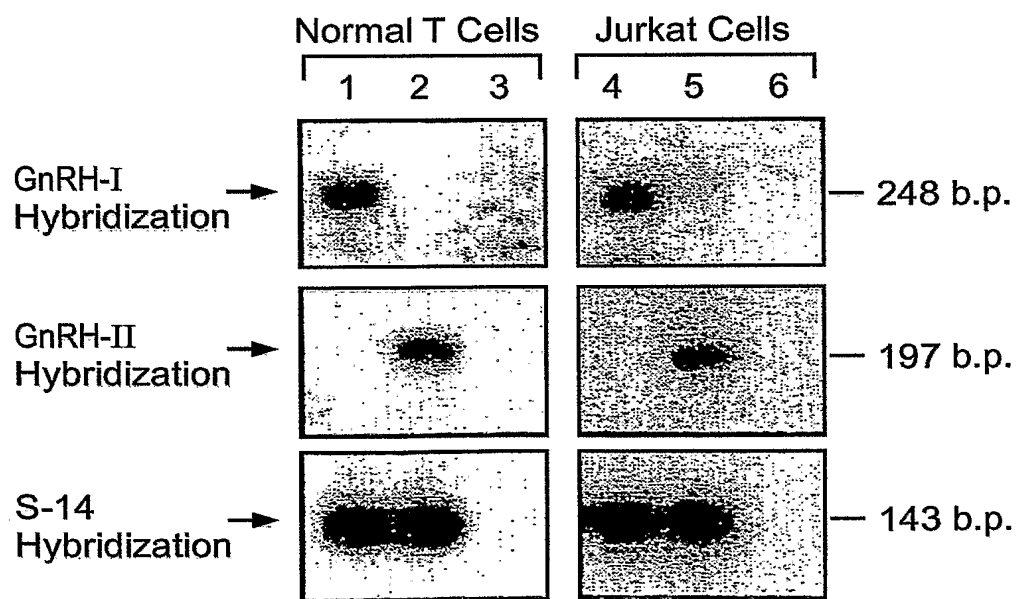 Normal T Cells
Jurkat Cells
1 2 3
4 5 6
GnRH-I
Hybridization
248 b.p.
GnRH-II
Hybridization
197 b.p.
S-14
Hybridization
143 b.p.